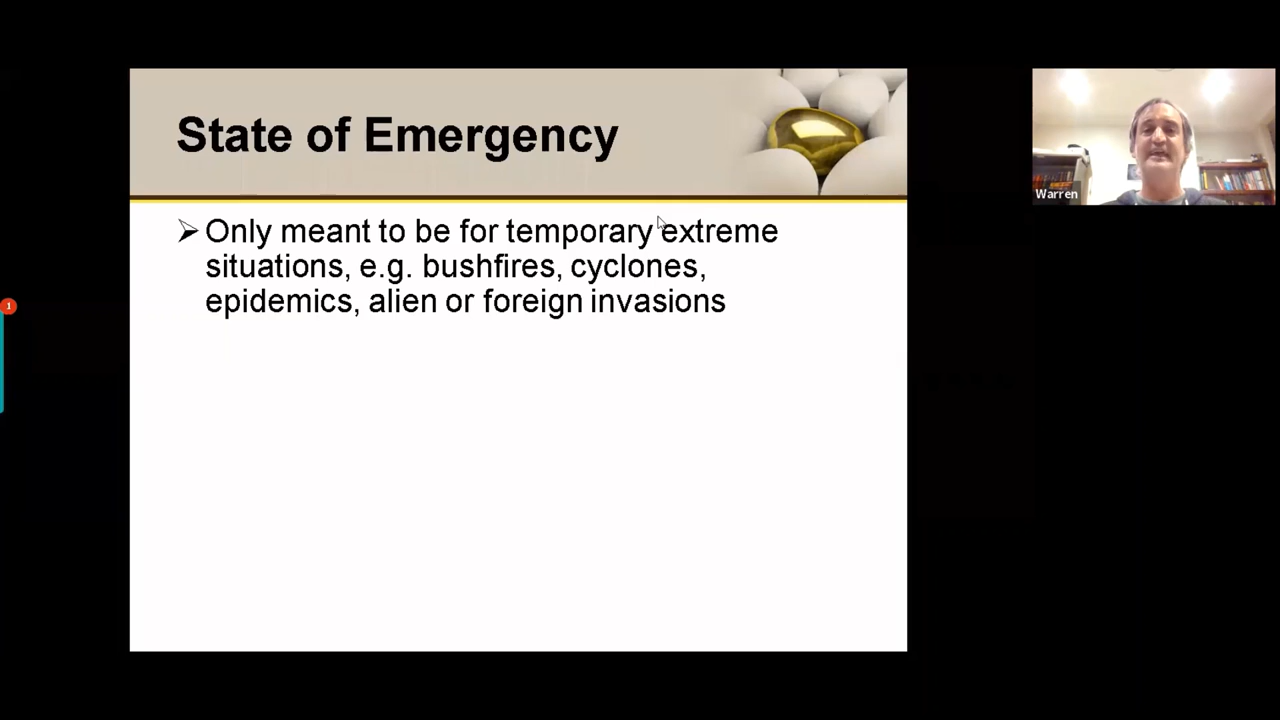 State of Emergency
Only meant to be for temporary extreme
situations, e.g. bushfires, cyclones,
epidemics, alien or foreign invasions
Warren
1